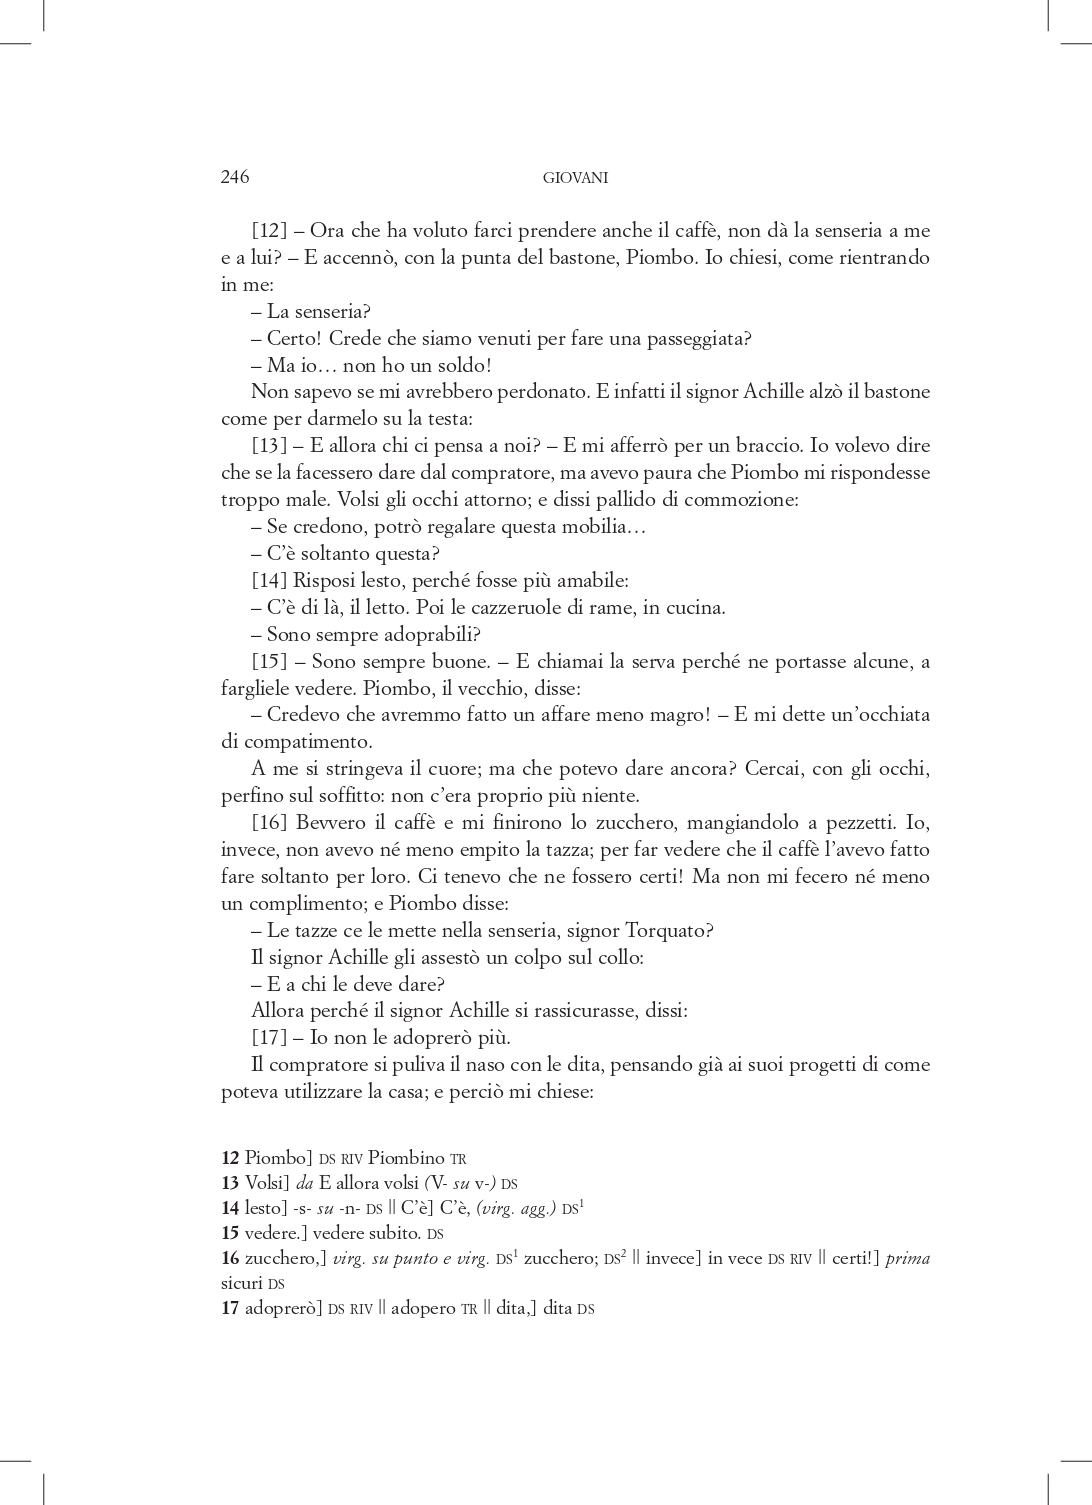 246
GIOVANI
[12] – Ora che ha voluto farci prendere anche il caffè, non dà la senseria a me
e a lui? – E accennò, con la punta del bastone, Piombo. Io chiesi, come rientrando
in me:
– La senseria?
– Certo! Crede che siamo venuti per fare una passeggiata?
– Ma io… non ho un soldo!
Non sapevo se mi avrebbero perdonato. E infatti il signor Achille alzò il bastone
come per darmelo su la testa:
[13] – E allora chi ci pensa a noi? – E mi afferrò per un braccio. Io volevo dire
che se la facessero dare dal compratore, ma avevo paura che Piombo mi rispondesse
troppo male. Volsi gli occhi attorno; e dissi pallido di commozione:
– Se credono, potrò regalare questa mobilia…
– C’è soltanto questa?
[14] Risposi lesto, perché fosse più amabile:
– C’è di là, il letto. Poi le cazzeruole di rame, in cucina.
– Sono sempre adoprabili?
[15] – Sono sempre buone. – E chiamai la serva perché ne portasse alcune, a
fargliele vedere. Piombo, il vecchio, disse:
– Credevo che avremmo fatto un affare meno magro! – E mi dette un’occhiata
di compatimento.
A me si stringeva il cuore; ma che potevo dare ancora? Cercai, con gli occhi,
perfino sul soffitto: non c’era proprio più niente.
[16] Bevvero il caffè e mi finirono lo zucchero, mangiandolo a pezzetti. Io,
invece, non avevo né meno empito la tazza; per far vedere che il caffè l’avevo fatto
fare soltanto per loro. Ci tenevo che ne fossero certi! Ma non mi fecero né meno
un complimento; e Piombo disse:
– Le tazze ce le mette nella senseria, signor Torquato?
Il signor Achille gli assestò un colpo sul collo:
– E a chi le deve dare?
Allora perché il signor Achille si rassicurasse, dissi:
[17] – Io non le adoprerò più.
Il compratore si puliva il naso con le dita, pensando già ai suoi progetti di come
poteva utilizzare la casa; e perciò mi chiese:
12 Piombo] DS RIV Piombino TR
13 Volsi] da E allora volsi (V- su v-) DS
14 lesto] -s- su -n- DS || C’è] C’è, (virg. agg.) DS¹
15 vedere.] vedere subito. DS
16 zucchero,] virg. su punto e virg. DS¹ zucchero; DS² || invece] in vece DS RIV || certi!] prima
sicuri DS
17 adoprerò] DS RIV || adopero TR || dita,] dita DS